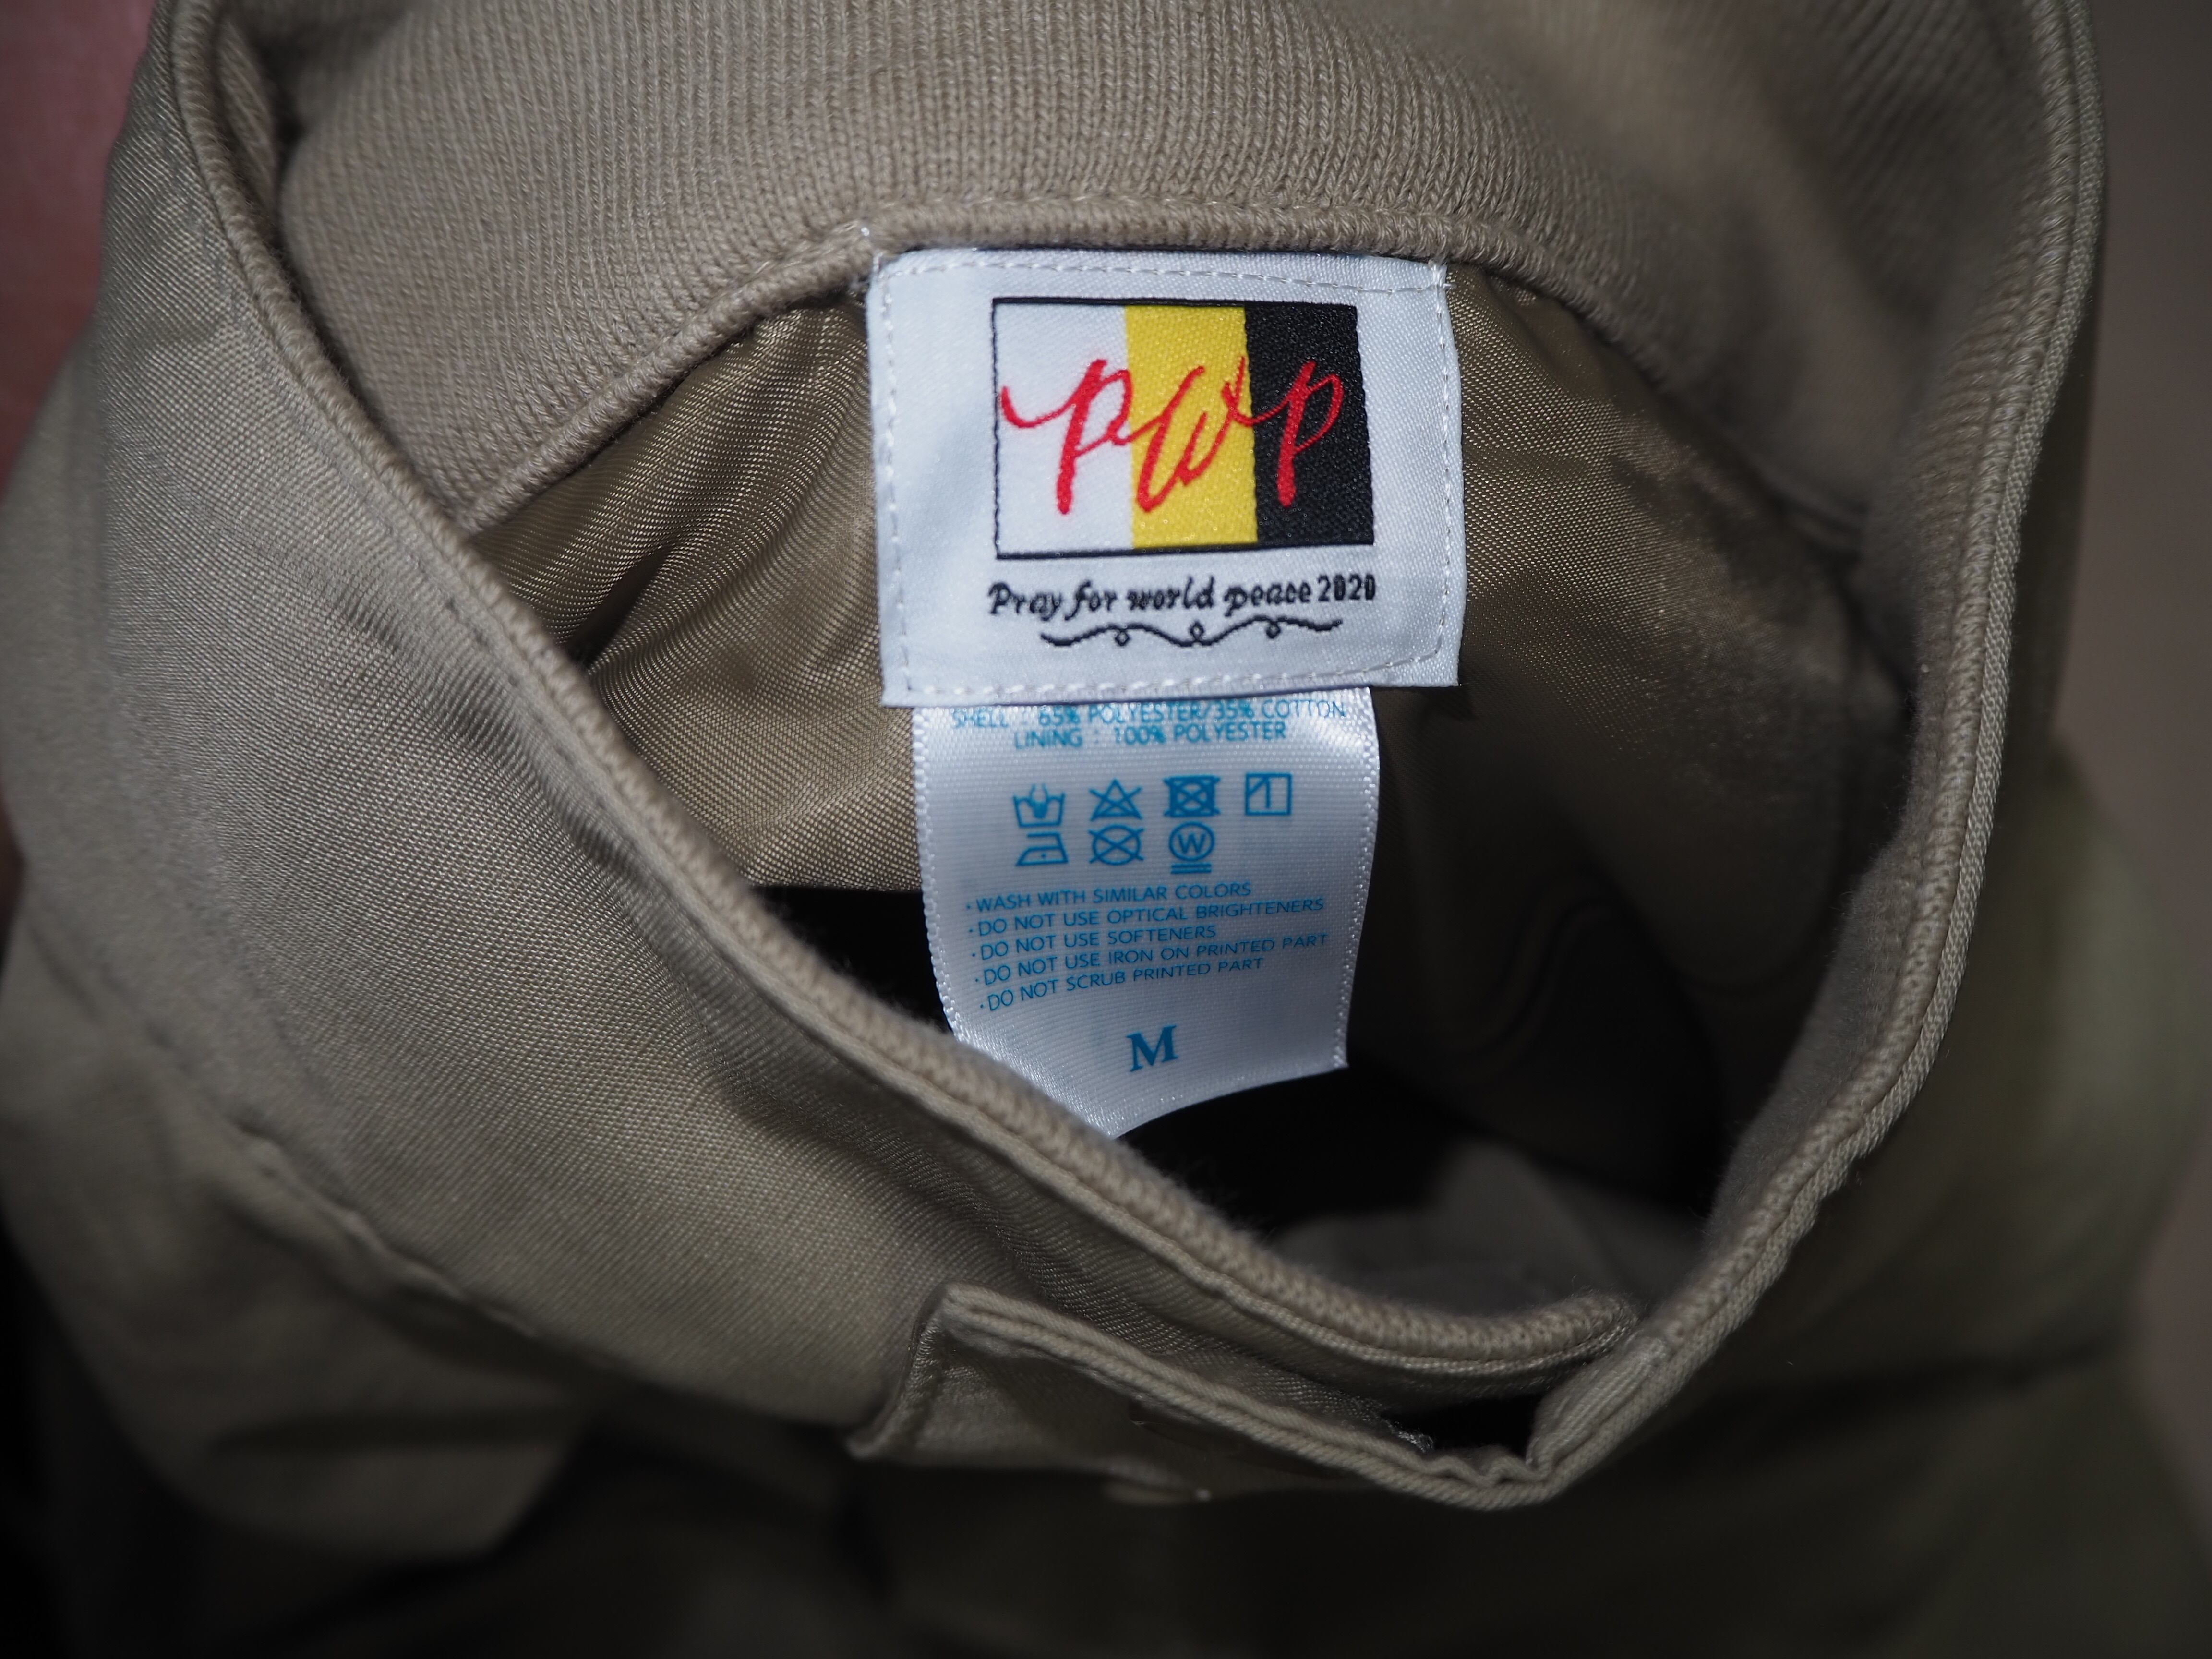 pwp
Pray for world peace 2020
SHELL : 65% POLYESTER/35% COTTON
LINING : 100% POLYESTER
W
·WASH WITH SIMILAR COLORS
·DO NOT USE OPTICAL BRIGHTENERS
·DO NOT USE SOFTENERS
·DO NOT USE IRON ON PRINTED PART
·DO NOT SCRUB PRINTED PART
M